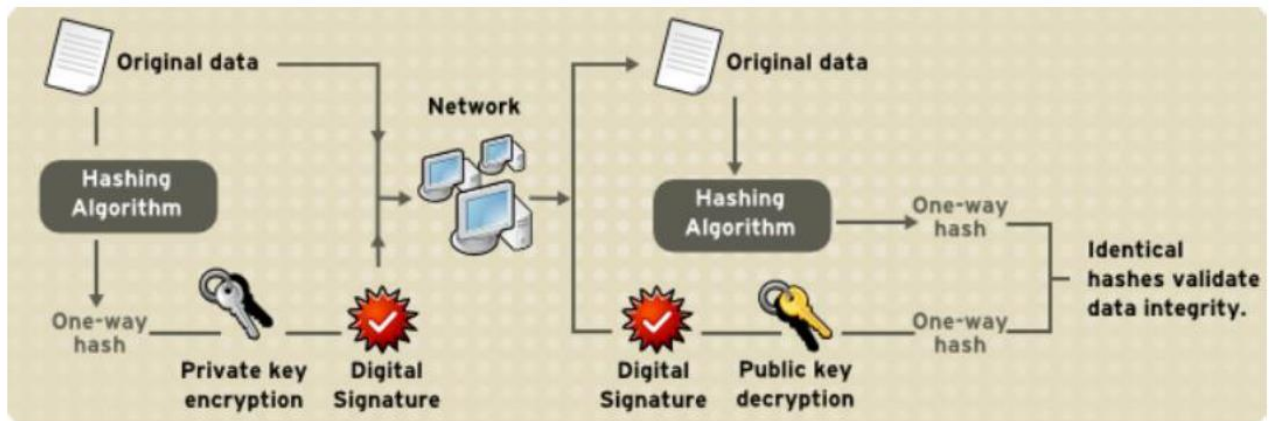 Original data
Hashing
Algorithm
One-way
hash
Private key
encryption
Digital
Signature
Network
Original data
Hashing
Algorithm
One-way
hash
Digital
Signature
Public key
decryption
One-way
hash
Identical
hashes validate
data integrity.